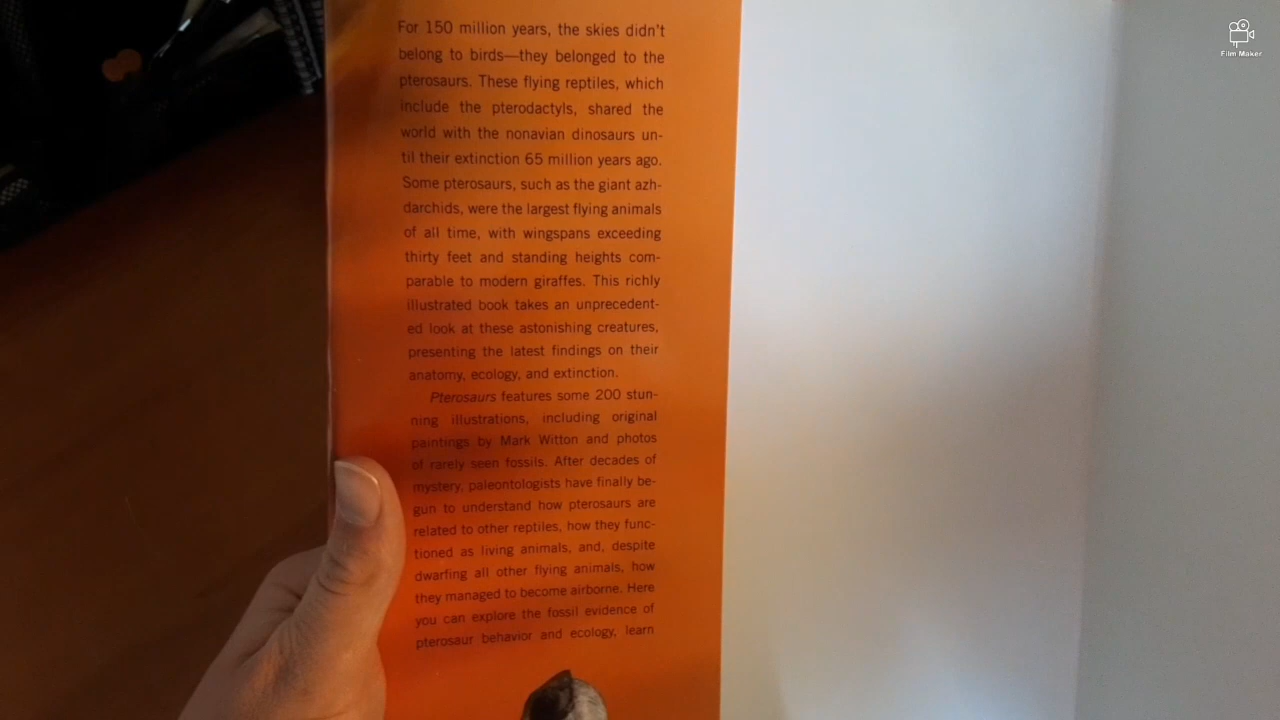 For 150 million years, the skies didn't
belong to birds—they belonged to the
pterosaurs. These flying reptiles, which
include the pterodactyls, shared the
world with the nonavian dinosaurs un-
til their extinction 65 million years ago.
Some pterosaurs, such as the giant azh-
darchids, were the largest flying animals
of all time, with wingspans exceeding
thirty feet and standing heights com-
parable to modern giraffes. This richly
illustrated book takes an unprecedent-
ed look at these astonishing creatures,
presenting the latest findings on their
anatomy, ecology, and extinction.
Pterosaurs features some 200 stun-
ning illustrations, including original
paintings by Mark Witton and photos
of rarely seen fossils. After decades of
mystery, paleontologists have finally be-
gun to understand how pterosaurs are
related to other reptiles, how they func-
tioned as living animals, and, despite
dwarfing all other flying animals, how
they managed to become airborne. Here
you can explore the fossil evidence of
pterosaur behavior and ecology, learn
Film Maker